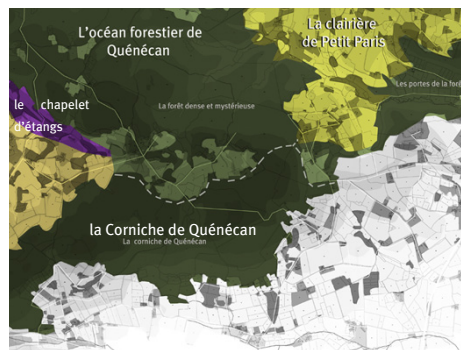 L'océan forestier de
Quénécan
La clairière
de Petit Paris
Les portes de la forê
La forêt dense et mystérieuse
le chapelet
d'étangs
la Corniche de Quénécan
La corniche de Quénécan